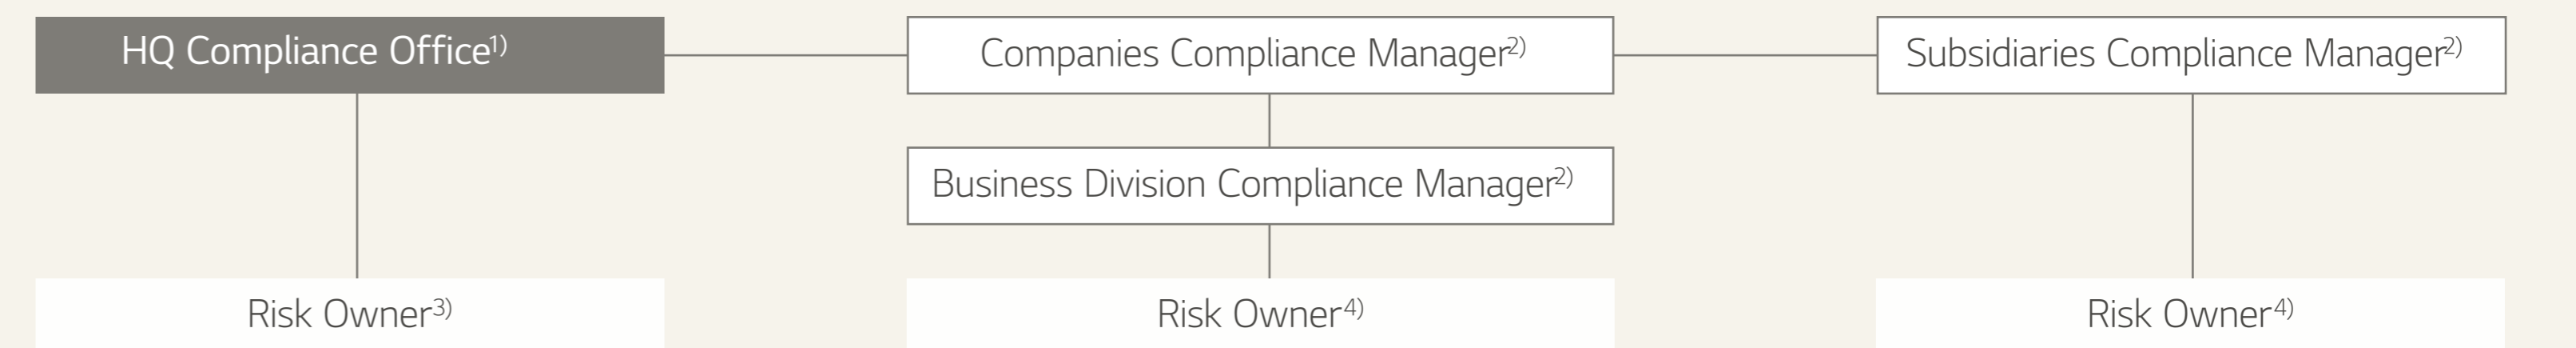 HQ Compliance Office1)
Companies Compliance Manager2)
Subsidiaries Compliance Manager2)
Business Division Compliance Manager2)
Risk Owner3)
Risk Owner4)
Risk Owner4)